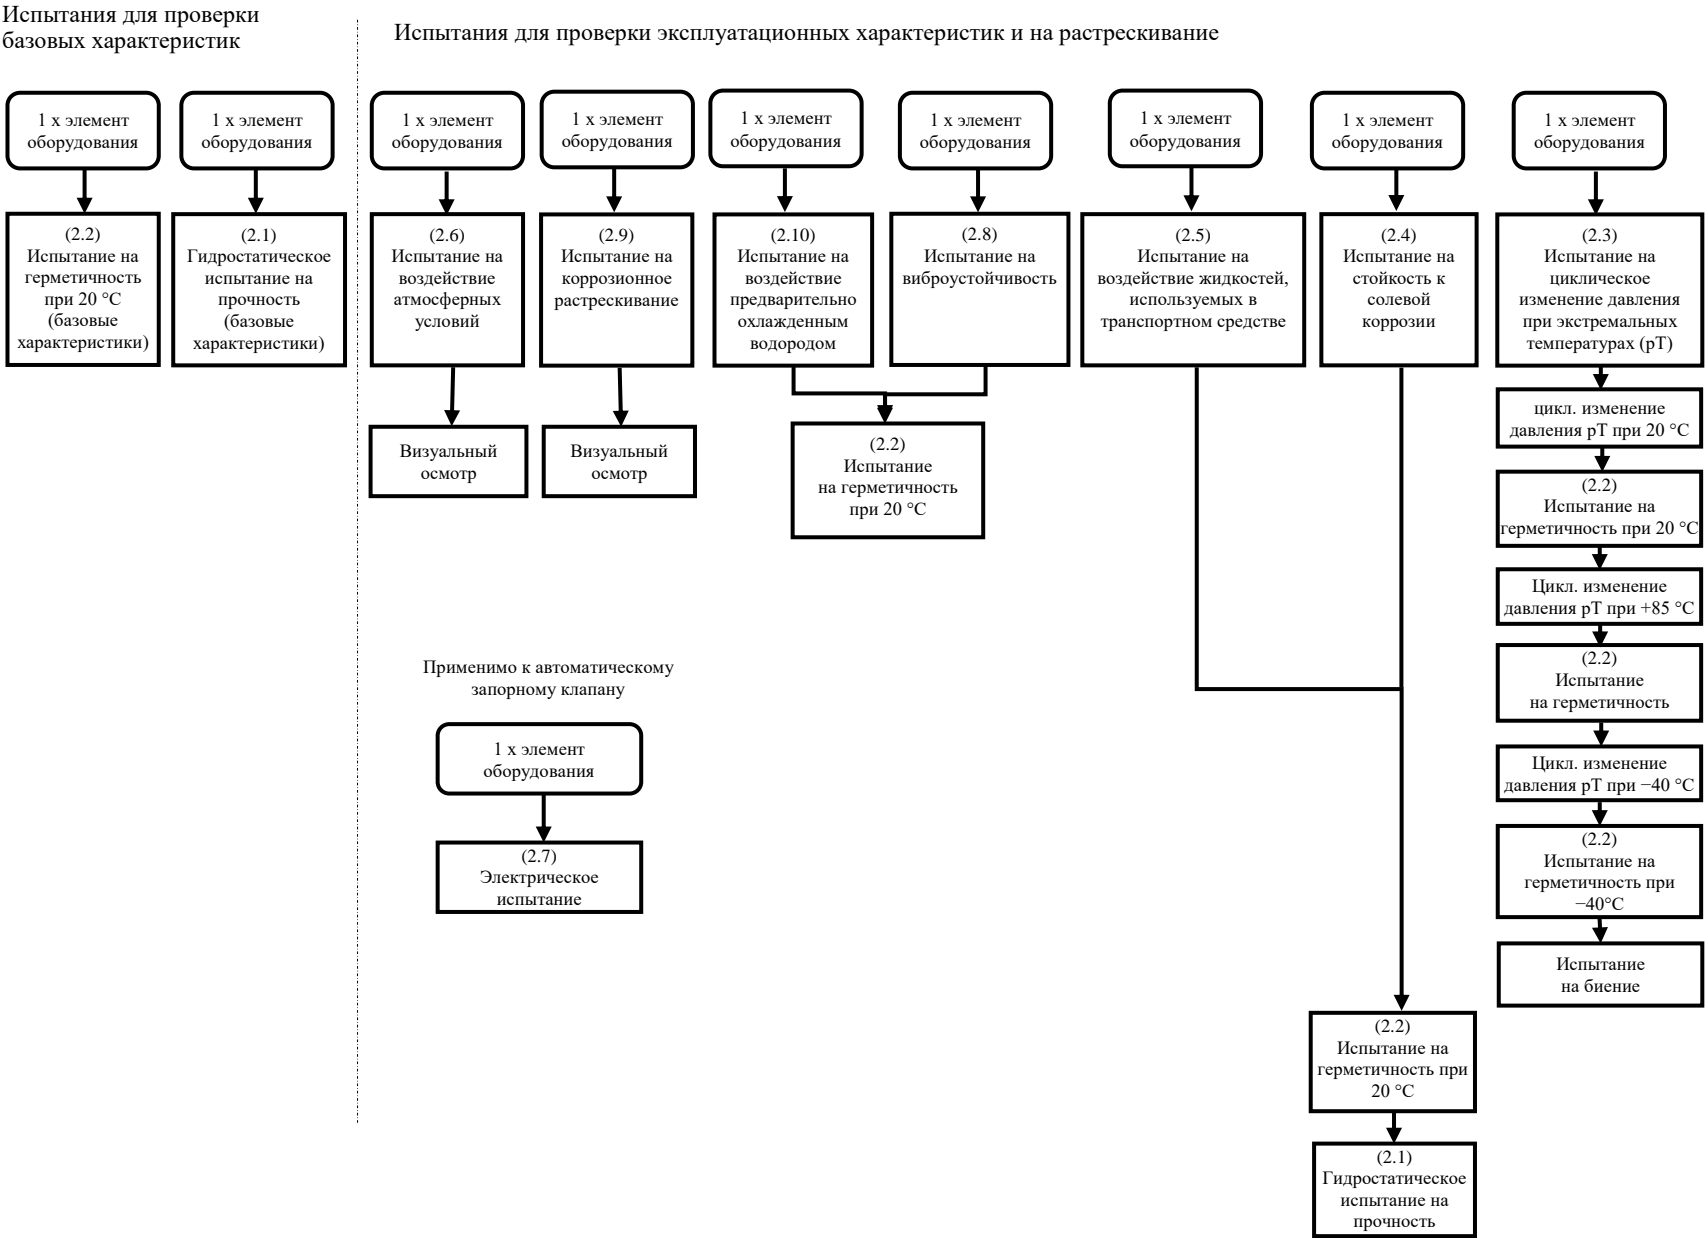 Испытания для проверки
базовых характеристик
Испытания для проверки эксплуатационных характеристик и на растрескивание
1 x элемент
оборудования
1 x элемент
оборудования
1 x элемент
оборудования
1 x элемент
оборудования
1 x элемент
оборудования
1 x элемент
оборудования
1 x элемент
оборудования
1 x элемент
оборудования
1 x элемент
оборудования
(2.2)
Испытание на
герметичность
при 20 °C
(базовые
характеристики)
(2.1)
Гидростатическое
испытание на
прочность
(базовые
характеристики)
(2.6)
Испытание на
воздействие
атмосферных
условий
(2.9)
Испытание на
коррозионное
растрескивание
(2.10)
Испытание на
воздействие
предварительно
охлажденным
водородом
(2.8)
Испытание на
виброустойчивость
(2.5)
Испытание на
воздействие жидкостей,
используемых в
транспортном средстве
(2.4)
Испытание на
стойкость к
солевой
коррозии
(2.3)
Испытание на
циклическое
изменение давления
при экстремальных
температурах (pT)
Визуальный
осмотр
Визуальный
осмотр
(2.2)
Испытание
на герметичность
при 20 °C
цикл. изменение
давления pT при 20 °C
(2.2)
Испытание на
герметичность при 20 °C
Цикл. изменение
давления pT при +85 °C
(2.2)
Испытание
на герметичность
Цикл. изменение
давления pT при −40 °C
(2.2)
Испытание на
герметичность при
−40°C
Испытание
на биение
Применимо к автоматическому
запорному клапану
1 x элемент
оборудования
(2.7)
Электрическое
испытание
(2.2)
Испытание на
герметичность при
20 °C
(2.1)
Гидростатическое
испытание на
прочность